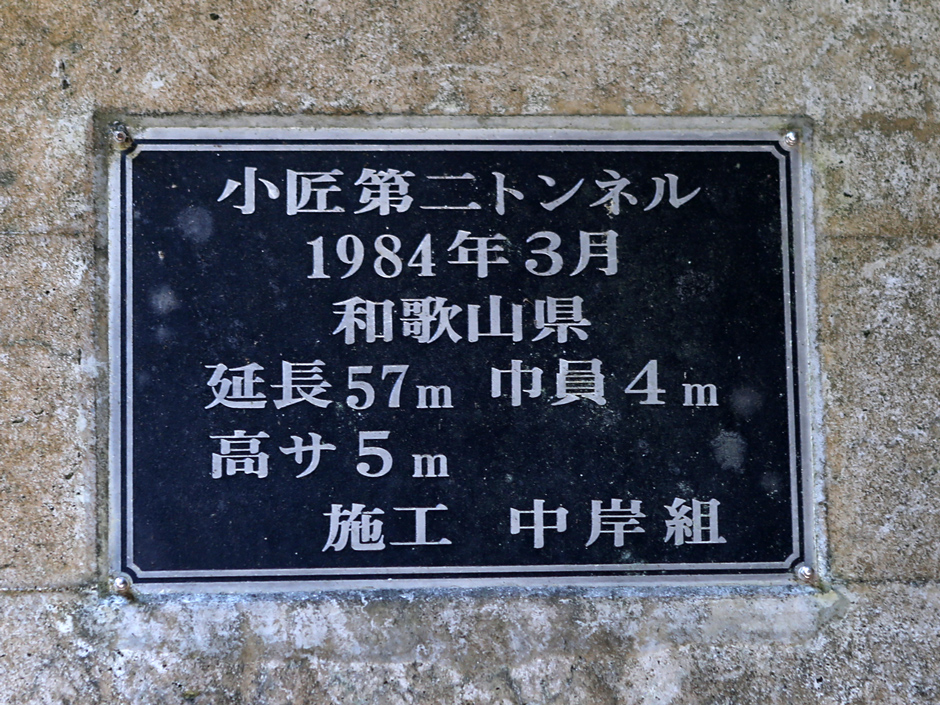 小匠第二トンネル
1984年3月
和歌山県
延長57m 巾員4m
高サ5m
施工 中岸組